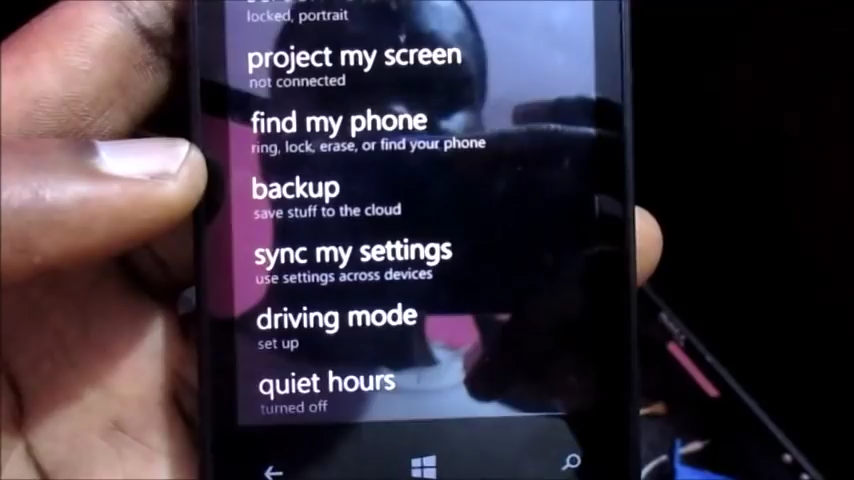 locked, portrait
project my screen
not connected
find my phone
ring, lock, erase, or find your phone
backup
save stuff to the cloud
sync my settings
use settings across devices
driving mode
set up
quiet hours
turned off